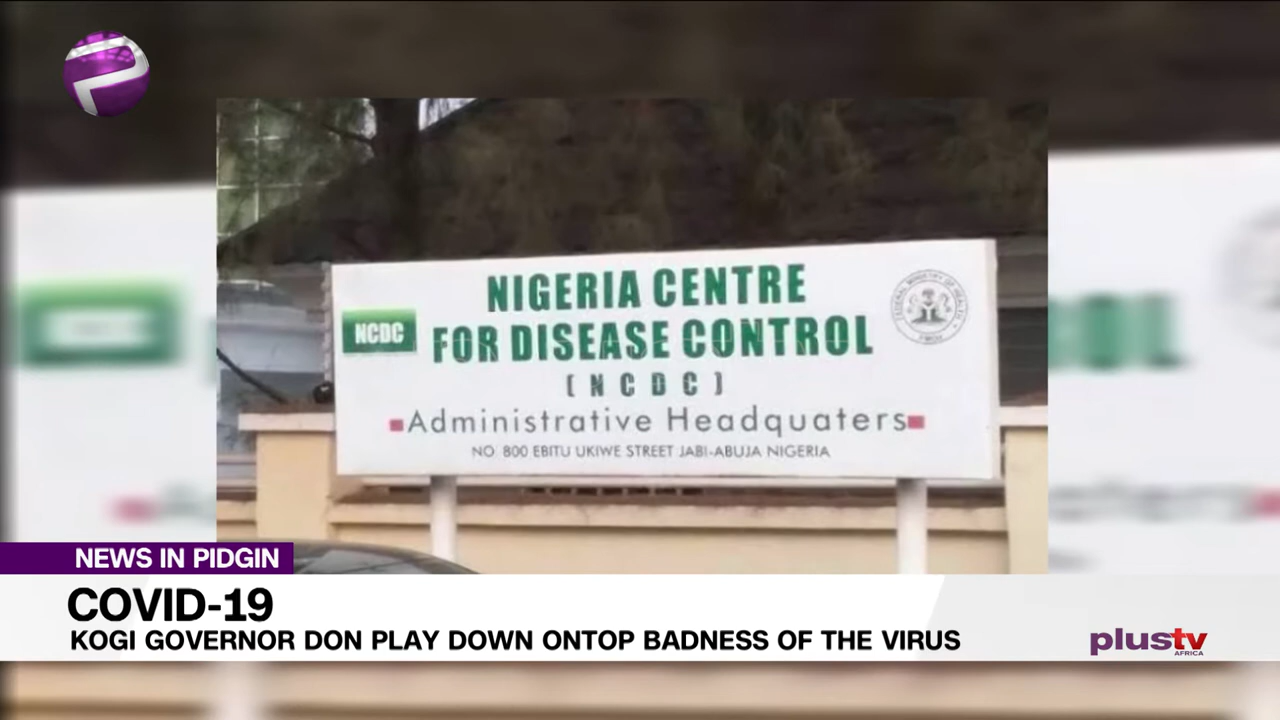 NIGERIA CENTRE
FOR DISEASE CONTROL
NCDC
[ N C D C ]
Administrative Headquaters
NO. 800 EBITU UKIWE STREET JABI-ABUJA NIGERIA
NEWS IN PIDGIN
COVID-19
KOGI GOVERNOR DON PLAY DOWN ONTOP BADNESS OF THE VIRUS
plustv
AFRICA